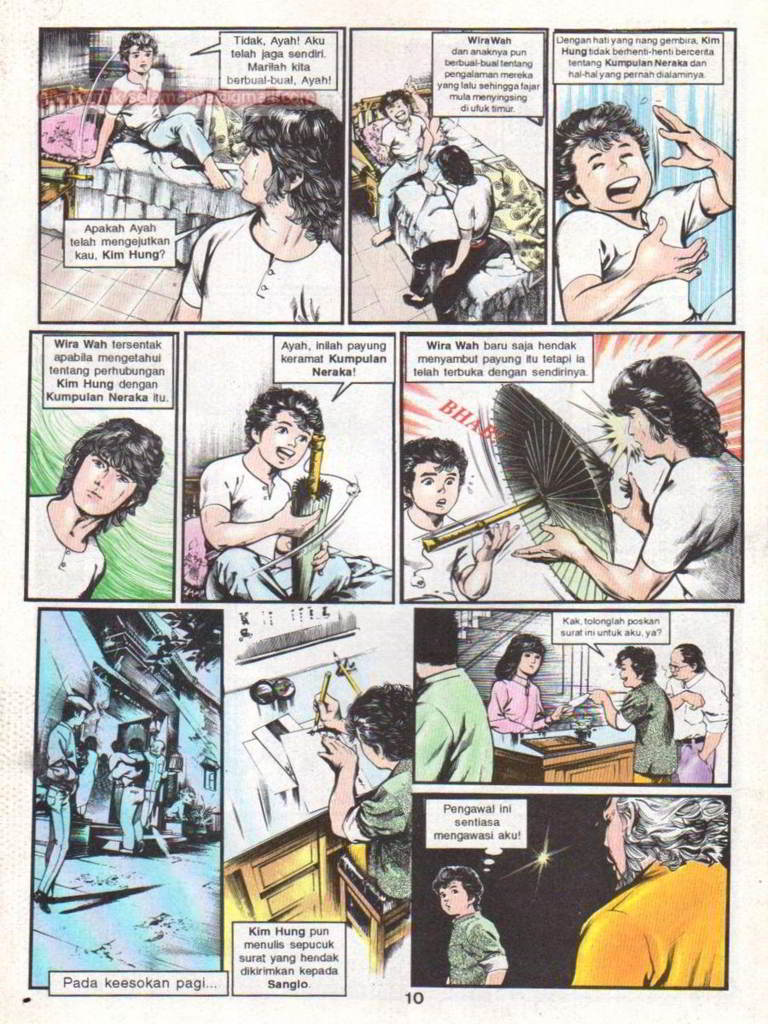 Tidak, Ayah! Aku
telah jaga sendiri.
Marilah kita
berbual-bual, Ayah!
Apakah Ayah
telah mengejutkan
kau, Kim Hung?
Wira Wah
dan anaknya pun
berbual-bual tentang
pengalaman mereka
yang lalu sehingga fajar
mula menyingsing
di ufuk timur.
Dengan hati yang riang gembira, Kim
Hung tidak berhenti-henti bercerita
tentang Kumpulan Neraka dan
hal-hal yang pernah dialaminya.
Wira Wah tersentak
apabila mengetahui
tentang perhubungan
Kim Hung dengan
Kumpulan Neraka itu.
Ayah, inilah payung
keramat Kumpulan
Neraka!
Wira Wah baru saja hendak
menyambut payung itu tetapi ia
telah terbuka dengan sendirinya.
Pada keesokan pagi...
Kim Hung pun
menulis sepucuk
surat yang hendak
dikirimkan kepada
Sanglo.
Kak, tolonglah poskan
surat ini untuk aku, ya?
Pengawal ini
sentiasa
mengawasi aku!
10